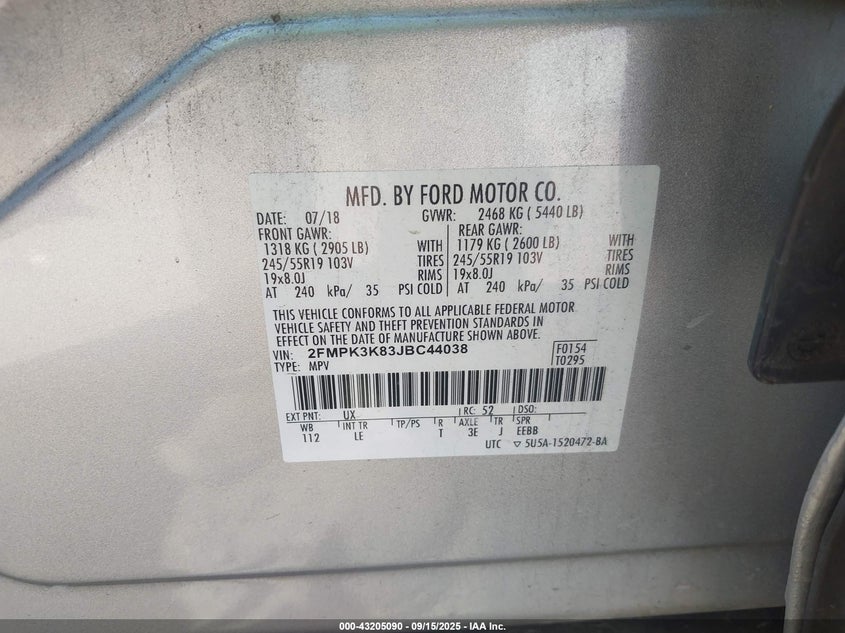 MFD. BY FORD MOTOR CO.
DATE: 07/18 GVWR: 2468 KG ( 5440 LB)
FRONT GAWR: REAR GAWR:
1318 KG ( 2905 LB) WITH 1179 KG ( 2600 LB) WITH
245/55R19 103V TIRES 245/55R19 103V TIRES
19x8.0J RIMS 19x8.0J RIMS
AT 240 kPa/ 35 PSI COLD AT 240 kPa/ 35 PSI COLD
THIS VEHICLE CONFORMS TO ALL APPLICABLE FEDERAL MOTOR
VEHICLE SAFETY AND THEFT PREVENTION STANDARDS IN
EFFECT ON THE DATE OF MANUFACTURE SHOWN ABOVE.
VIN: 2FMPK3K83JBC44038 F0154
TYPE: MPV T0295
EXT PNT: UX RC: 52 DSO:
WB INT TR TP/PS R AXLE TR SPR
112 LE T 3E J EEBB
UTC ▽ 5U5A-1520472-BA
000-43205090 - 09/15/2025 - IAA Inc.